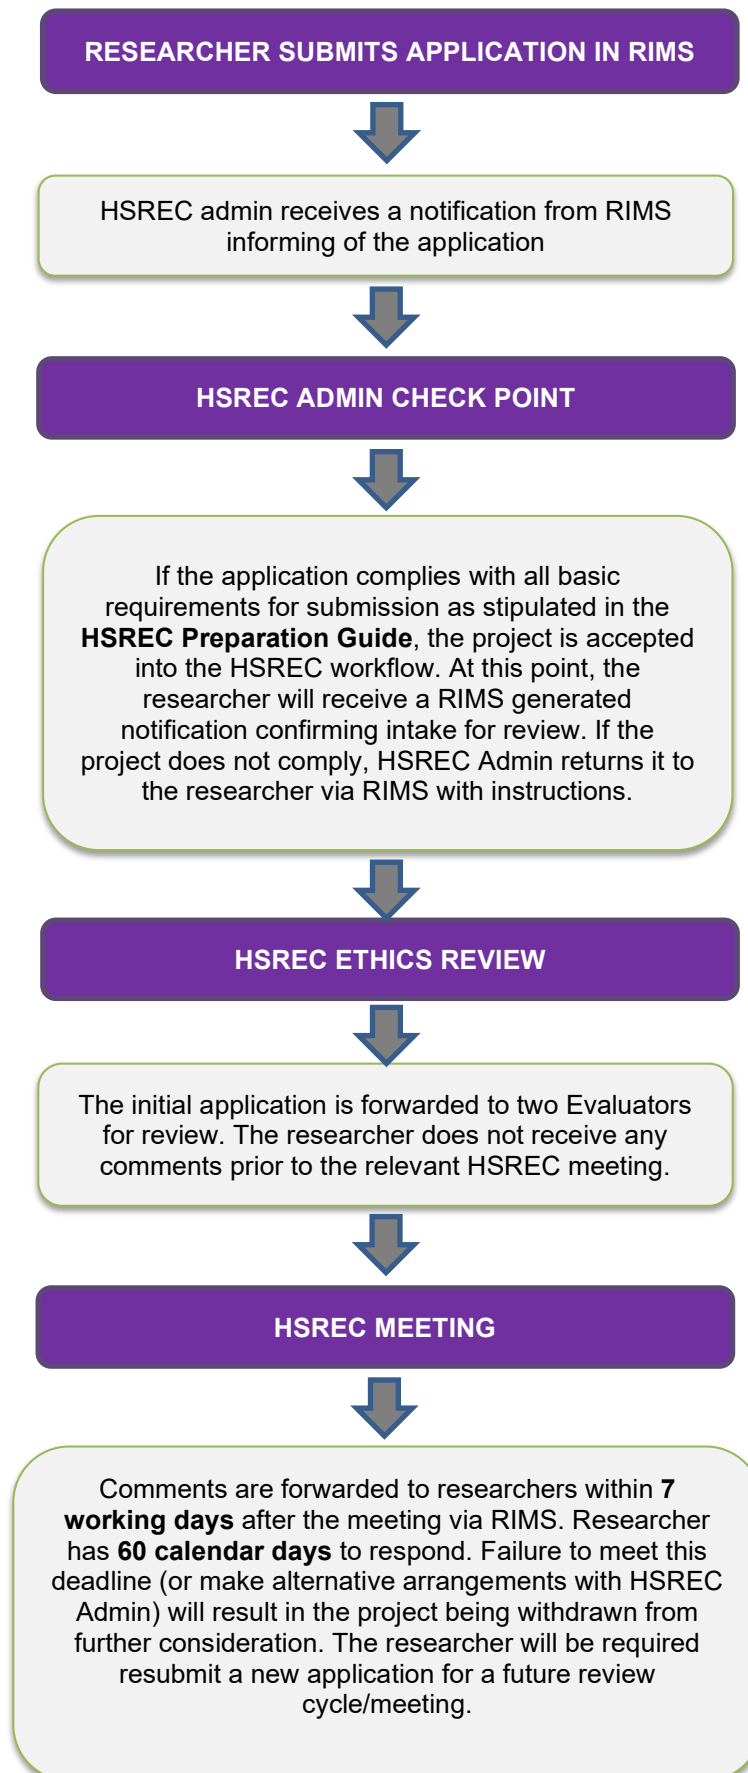 RESEARCHER SUBMITS APPLICATION IN RIMS
HSREC admin receives a notification from RIMS
informing of the application
HSREC ADMIN CHECK POINT
If the application complies with all basic
requirements for submission as stipulated in the
HSREC Preparation Guide, the project is accepted
into the HSREC workflow. At this point, the
researcher will receive a RIMS generated
notification confirming intake for review. If the
project does not comply, HSREC Admin returns it to
the researcher via RIMS with instructions.
HSREC ETHICS REVIEW
The initial application is forwarded to two Evaluators
for review. The researcher does not receive any
comments prior to the relevant HSREC meeting.
HSREC MEETING
Comments are forwarded to researchers within 7
working days after the meeting via RIMS. Researcher
has 60 calendar days to respond. Failure to meet this
deadline (or make alternative arrangements with HSREC
Admin) will result in the project being withdrawn from
further consideration. The researcher will be required
resubmit a new application for a future review
cycle/meeting.